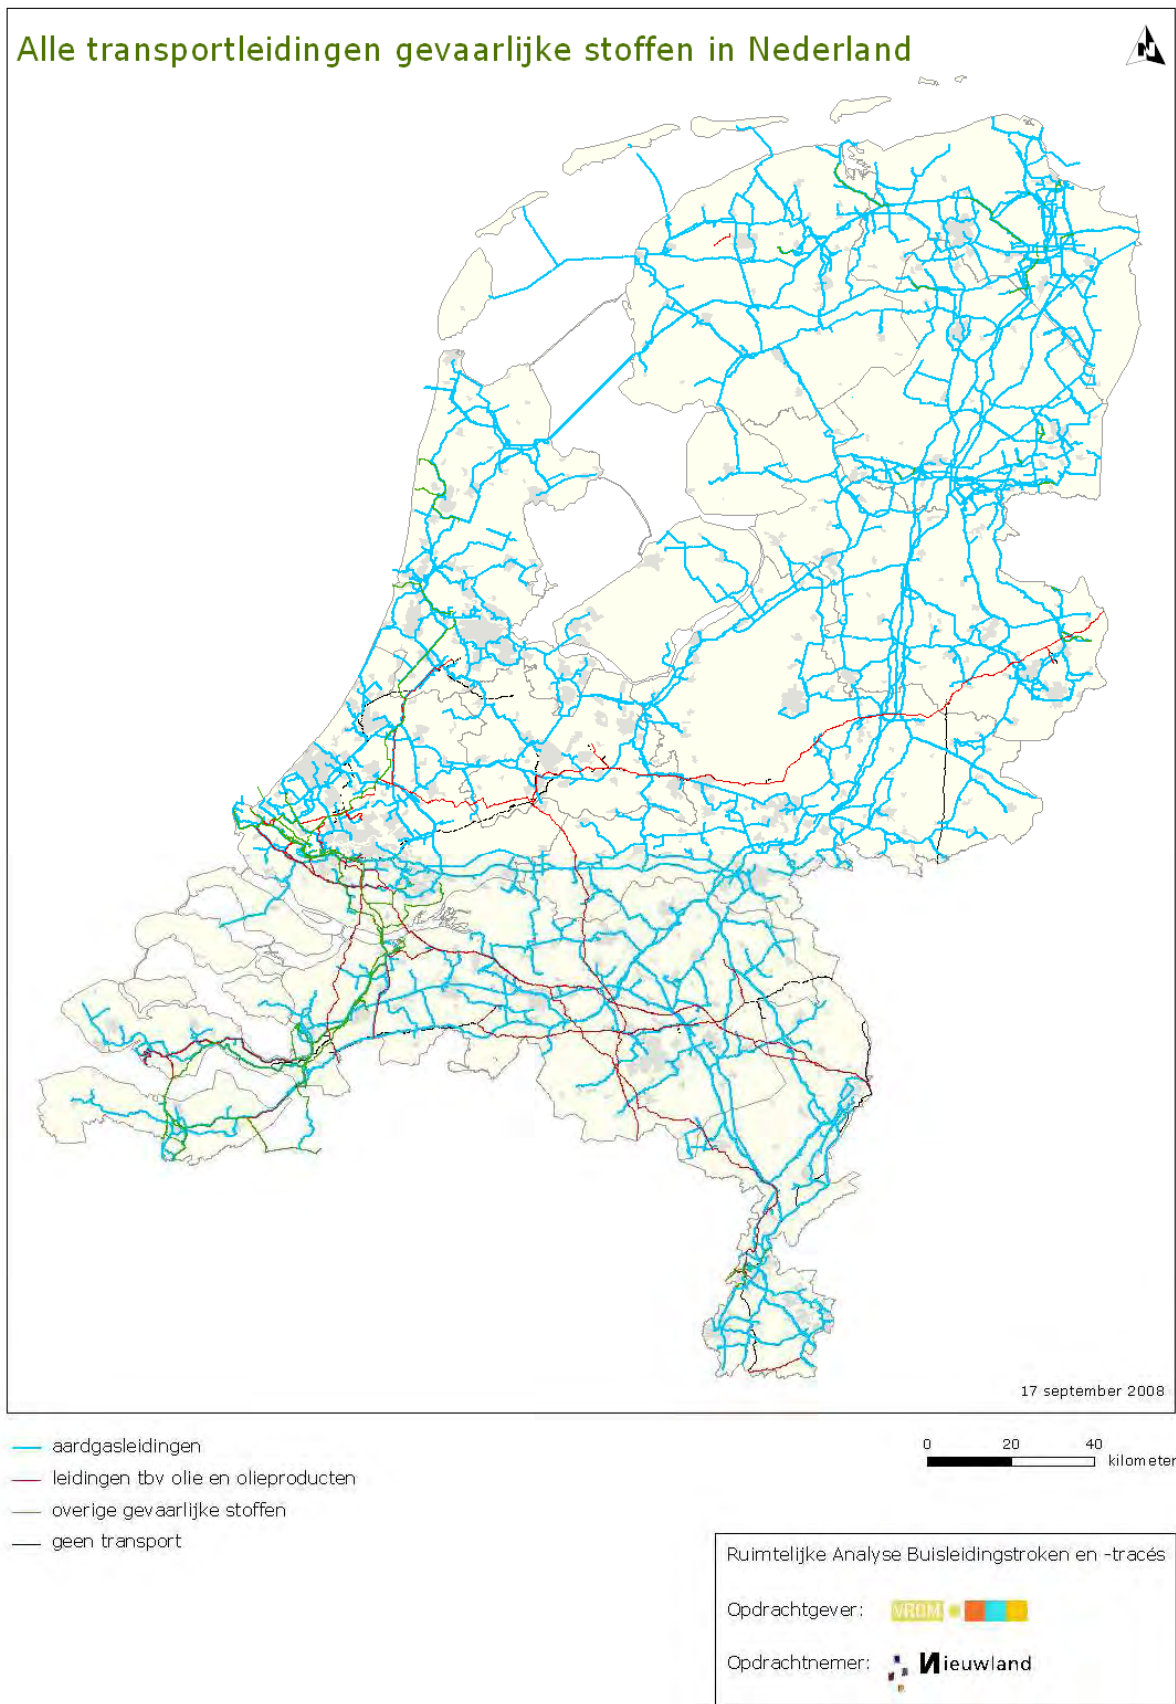 Alle transportleidingen gevaarlijke stoffen in Nederland
N
17 september 2008
aardgasleidingen
leidingen tbv olie en olieproducten
overige gevaarlijke stoffen
geen transport
0 20 40
kilometer
Ruimtelijke Analyse Buisleidingstroken en -tracés
Opdrachtgever: VROM
Opdrachtnemer: Nieuwland